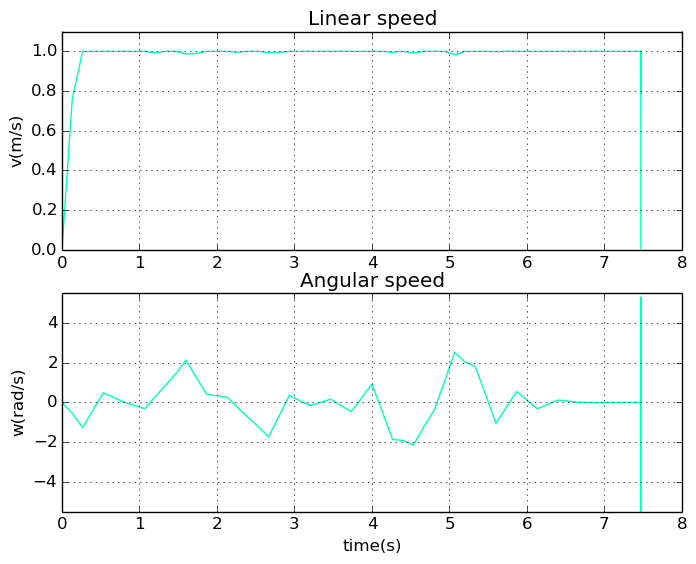 Linear speed
1.0
0.8
0.6
0.4
0.2
0.0
v(m/s)
0 1 2 3 4 5 6 7 8
Angular speed
4
2
0
−2
−4
w(rad/s)
0 1 2 3 4 5 6 7 8
time(s)